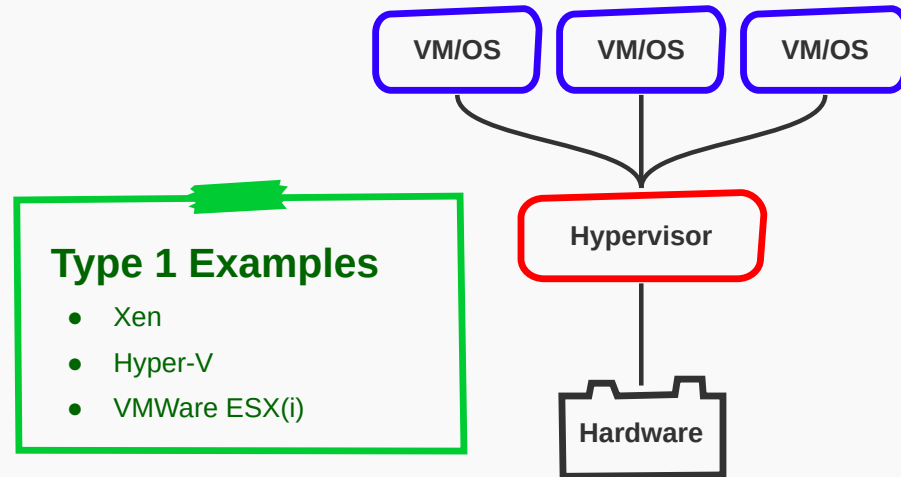 VM/OS VM/OS VM/OS
Hypervisor
Type 1 Examples
● Xen
● Hyper-V
● VMWare ESX(i)
Hardware